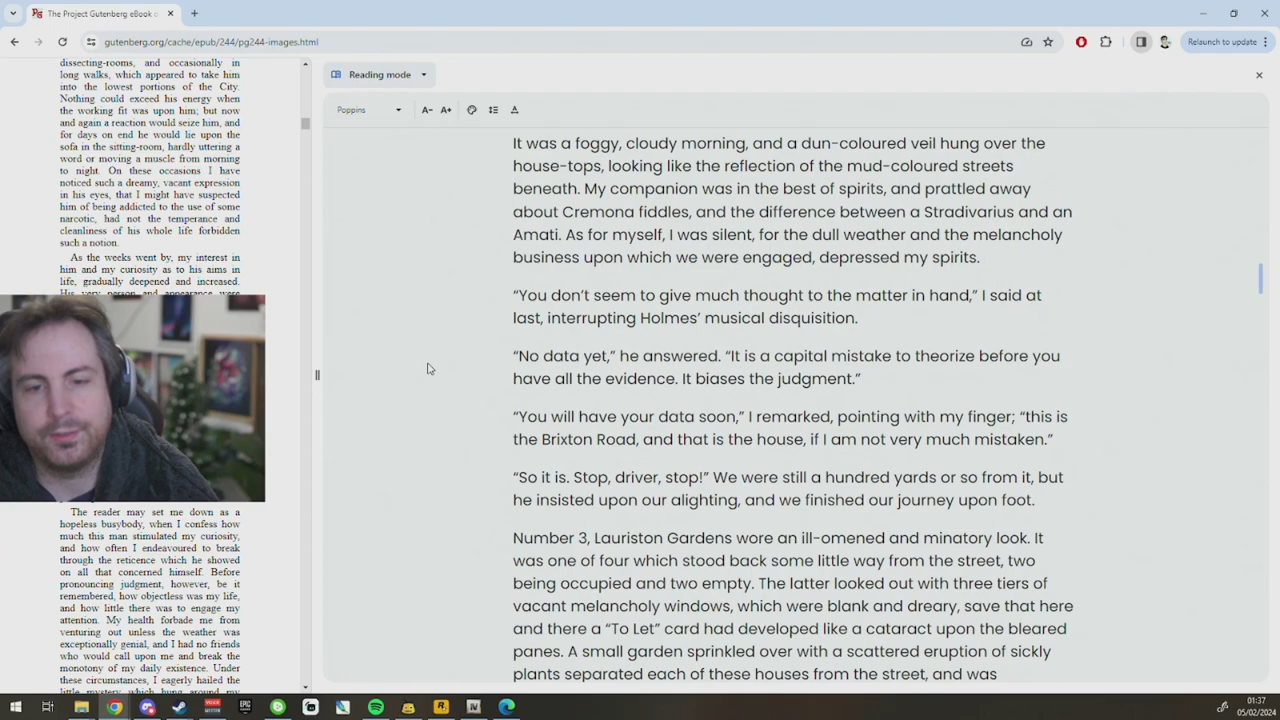 The Project Gutenberg eBook o
gutenberg.org/cache/epub/244/pg244-images.html
Relaunch to update
dissecting-rooms, and occasionally in
long walks, which appeared to take him
into the lowest portions of the City.
Nothing could exceed his energy when
the working fit was upon him; but now
and again a reaction would seize him, and
for days on end he would lie upon the
sofa in the sitting-room, hardly uttering a
word or moving a muscle from morning
to night. On these occasions I have
noticed such a dreamy, vacant expression
in his eyes, that I might have suspected
him of being addicted to the use of some
narcotic, had not the temperance and
cleanliness of his whole life forbidden
such a notion.
As the weeks went by, my interest in
him and my curiosity as to his aims in
life, gradually deepened and increased.
His very person and appearance were
The reader may set me down as a
hopeless busybody, when I confess how
much this man stimulated my curiosity,
and how often I endeavoured to break
through the reticence which he showed
on all that concerned himself. Before
pronouncing judgment, however, be it
remembered, how objectless was my life,
and how little there was to engage my
attention. My health forbade me from
venturing out unless the weather was
exceptionally genial, and I had no friends
who would call upon me and break the
monotony of my daily existence. Under
these circumstances, I eagerly hailed the
little mystery which hung around my
Reading mode
Poppins
A- A+
It was a foggy, cloudy morning, and a dun-coloured veil hung over the
house-tops, looking like the reflection of the mud-coloured streets
beneath. My companion was in the best of spirits, and prattled away
about Cremona fiddles, and the difference between a Stradivarius and an
Amati. As for myself, I was silent, for the dull weather and the melancholy
business upon which we were engaged, depressed my spirits.
“You don’t seem to give much thought to the matter in hand,” I said at
last, interrupting Holmes’ musical disquisition.
“No data yet,” he answered. “It is a capital mistake to theorize before you
have all the evidence. It biases the judgment.”
“You will have your data soon,” I remarked, pointing with my finger; “this is
the Brixton Road, and that is the house, if I am not very much mistaken.”
“So it is. Stop, driver, stop!” We were still a hundred yards or so from it, but
he insisted upon our alighting, and we finished our journey upon foot.
Number 3, Lauriston Gardens wore an ill-omened and minatory look. It
was one of four which stood back some little way from the street, two
being occupied and two empty. The latter looked out with three tiers of
vacant melancholy windows, which were blank and dreary, save that here
and there a “To Let” card had developed like a cataract upon the bleared
panes. A small garden sprinkled over with a scattered eruption of sickly
plants separated each of these houses from the street, and was
01:37
05/02/2024